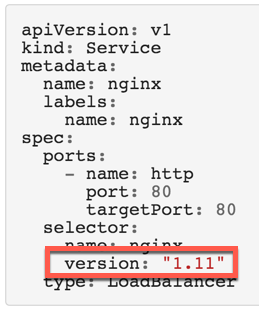 apiVersion: v1
kind: Service
metadata:
  name: nginx
  labels:
    name: nginx
spec:
  ports:
    - name: http
      port: 80
      targetPort: 80
  selector:
    name: nginx
    version: "1.11"
  type: LoadBalancer